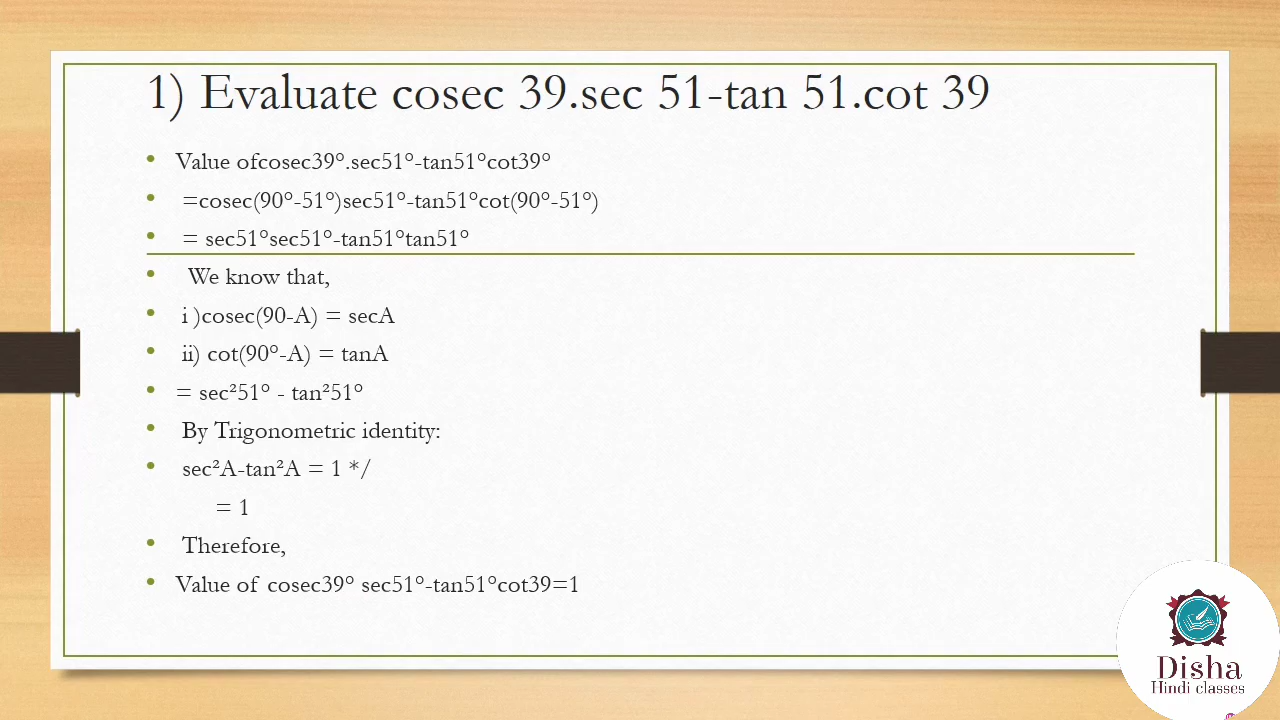 1) Evaluate cosec 39.sec 51-tan 51.cot 39
• Value ofcosec39°.sec51°-tan51°cot39°
• =cosec(90°-51°)sec51°-tan51°cot(90°-51°)
• = sec51°sec51°-tan51°tan51°
• We know that,
• i )cosec(90-A) = secA
• ii) cot(90°-A) = tanA
• = sec²51° - tan²51°
• By Trigonometric identity:
• sec²A-tan²A = 1 */
= 1
• Therefore,
• Value of cosec39° sec51°-tan51°cot39=1
Disha
Hindi classes